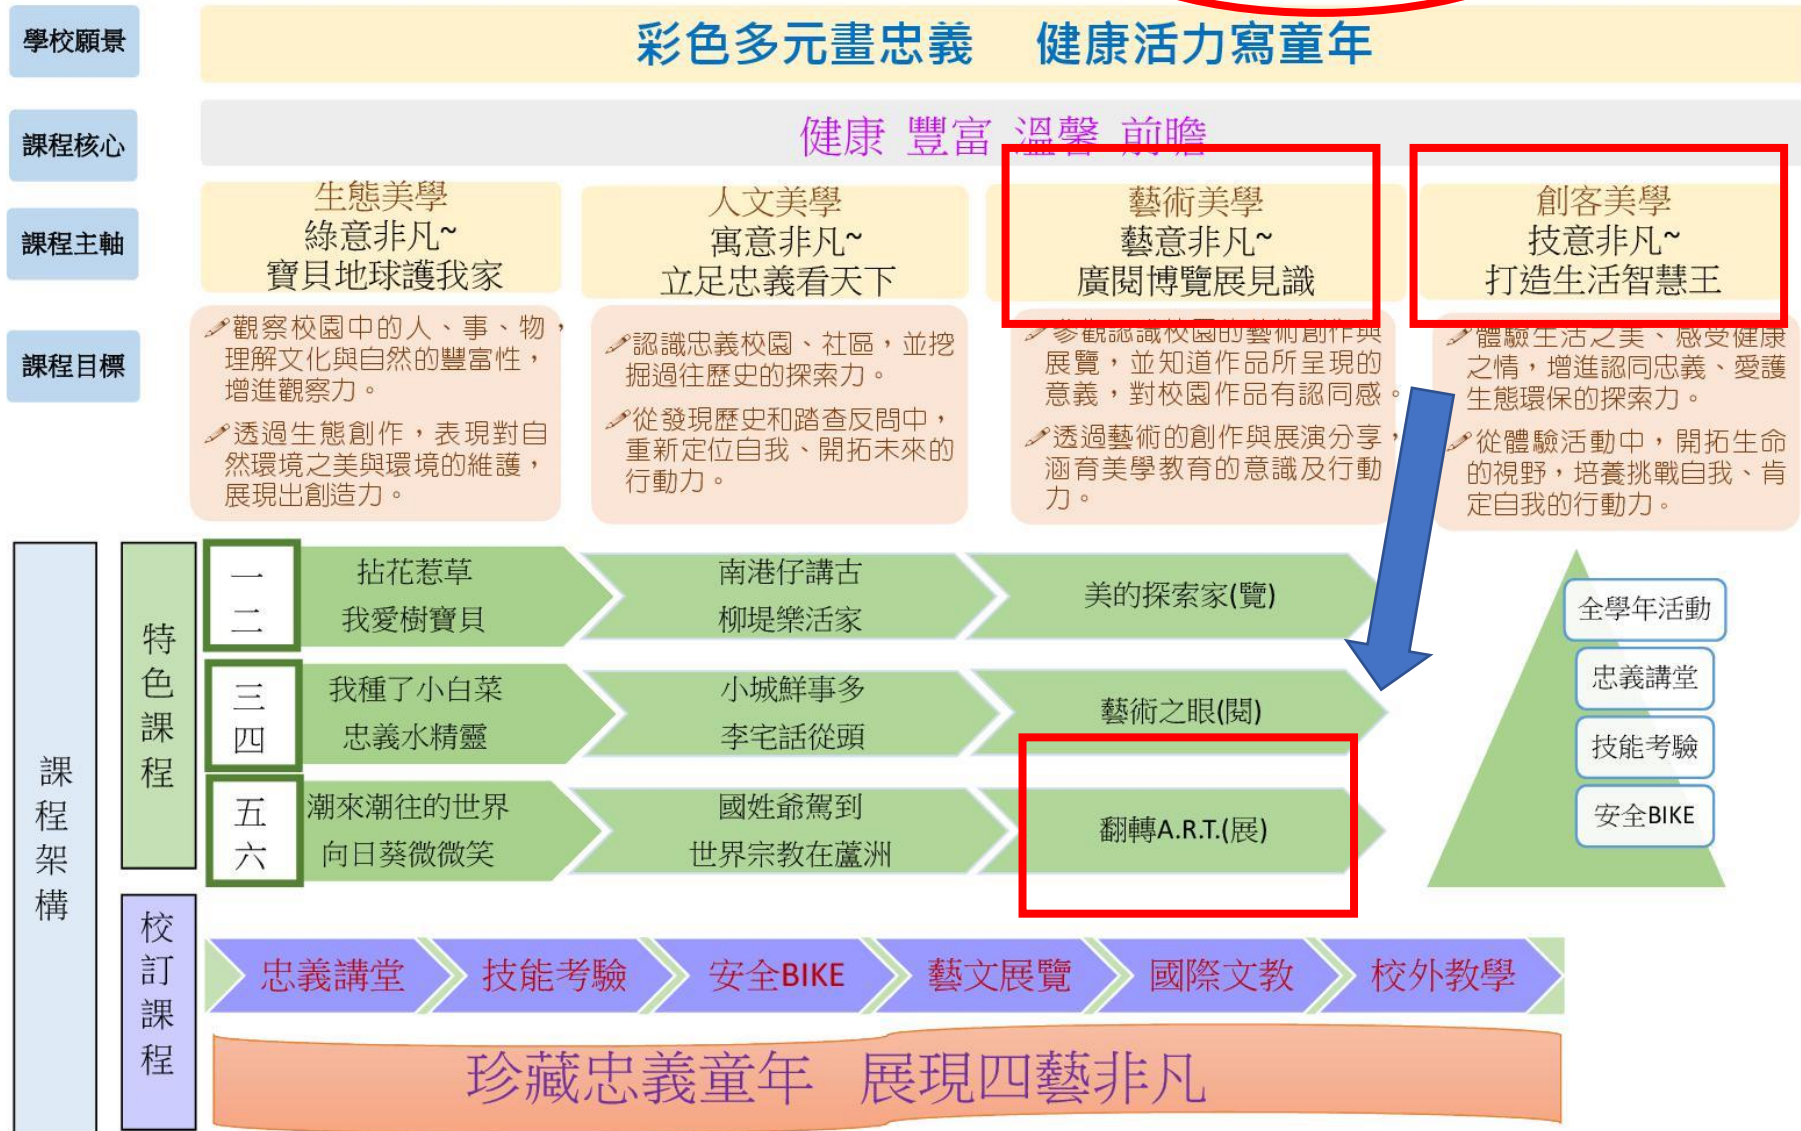 學校願景
彩色多元畫忠義 健康活力寫童年
課程核心
健康 豐富 溫馨 前瞻
課程主軸
生態美學
綠意非凡~
寶貝地球護我家
人文美學
寓意非凡~
立足忠義看天下
藝術美學
藝意非凡~
廣閱博覽展見識
創客美學
技意非凡~
打造生活智慧王
課程目標
觀察校園中的人、事、物，
理解文化與自然的豐富性，
增進觀察力。
透過生態創作，表現對自
然環境之美與環境的維護，
展現出創造力。
認識忠義校園、社區，並挖
掘過往歷史的探索力。
從發現歷史和踏查反問中，
重新定位自我、開拓未來的
行動力。
參觀認識校園的藝術創作與
展覽，並知道作品所呈現的
意義，對校園作品有認同感。
透過藝術的創作與展演分享，
涵育美學教育的意識及行動
力。
體驗生活之美、感受健康
之情，增進認同忠義、愛護
生態環保的探索力。
從體驗活動中，開拓生命
的視野，培養挑戰自我、肯
定自我的行動力。
課程架構
特色課程
一
二
拈花惹草
我愛樹寶貝
南港仔講古
柳堤樂活家
美的探索家(覽)
三
四
我種了小白菜
忠義水精靈
小城鮮事多
李宅話從頭
藝術之眼(閱)
五
六
潮來潮往的世界
向日葵微微笑
國姓爺駕到
世界宗教在蘆洲
翻轉A.R.T.(展)
全學年活動
忠義講堂
技能考驗
安全BIKE
校訂課程
忠義講堂
技能考驗
安全BIKE
藝文展覽
國際文教
校外教學
珍藏忠義童年 展現四藝非凡